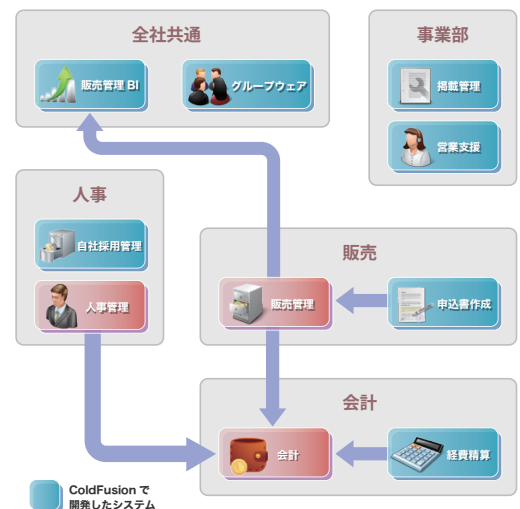 全社共通
販売管理 BI
グループウェア
事業部
掲載管理
営業支援
人事
自社採用管理
人事管理
販売
販売管理
申込書作成
会計
会計
経費精算
ColdFusion で
開発したシステム